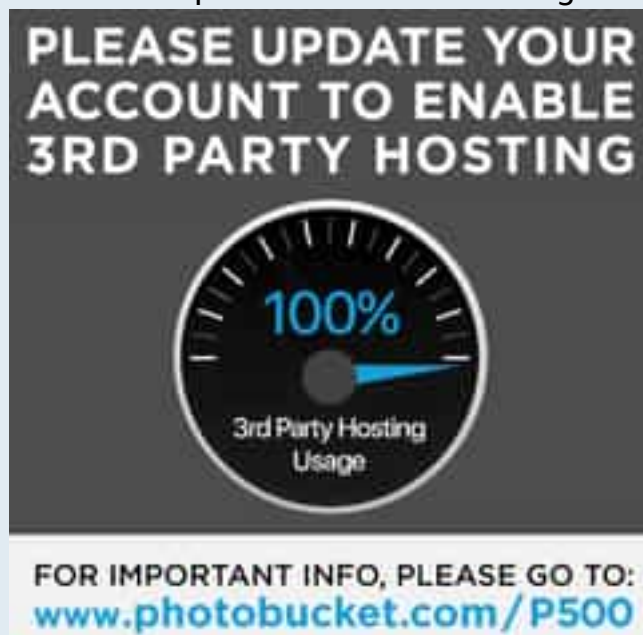 PLEASE UPDATE YOUR
ACCOUNT TO ENABLE
3RD PARTY HOSTING
100%
3rd Party Hosting
Usage
FOR IMPORTANT INFO, PLEASE GO TO:
www.photobucket.com/P500